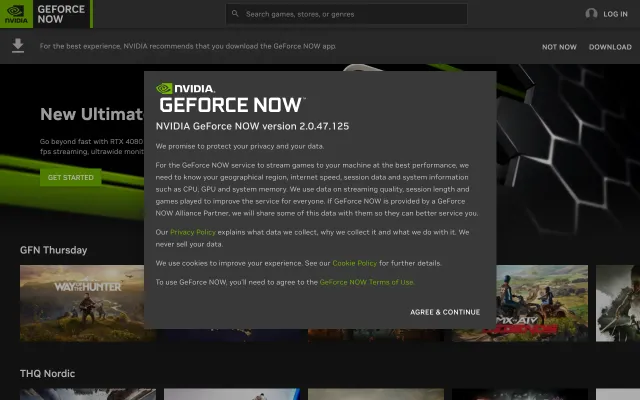 NVIDIA
GEFORCE
NOW
Search games, stores, or genres
LOG IN
For the best experience, NVIDIA recommends that you download the GeForce NOW app.
NOT NOW
DOWNLOAD
New Ultimat
Go beyond fast with RTX 4080
fps streaming, ultrawide monit
GET STARTED
NVIDIA.
GEFORCE NOW
NVIDIA GeForce NOW version 2.0.47.125
We promise to protect your privacy and your data.
For the GeForce NOW service to stream games to your machine at the best performance, we
need to know your geographical region, internet speed, session data and system information
such as CPU, GPU and system memory. We use data on streaming quality, session length and
games played to improve the service for everyone. If GeForce NOW is provided by a GeForce
NOW Alliance Partner, we will share some of this data with them so they can better service you.
Our Privacy Policy explains what data we collect, why we collect it and what we do with it. We
never sell your data.
We use cookies to improve your experience. See our Cookie Policy for further details.
To use GeForce NOW, you'll need to agree to the GeForce NOW Terms of Use.
AGREE & CONTINUE
GFN Thursday
WAY OF THE
HUNTER
MX vs ATV
THQ Nordic